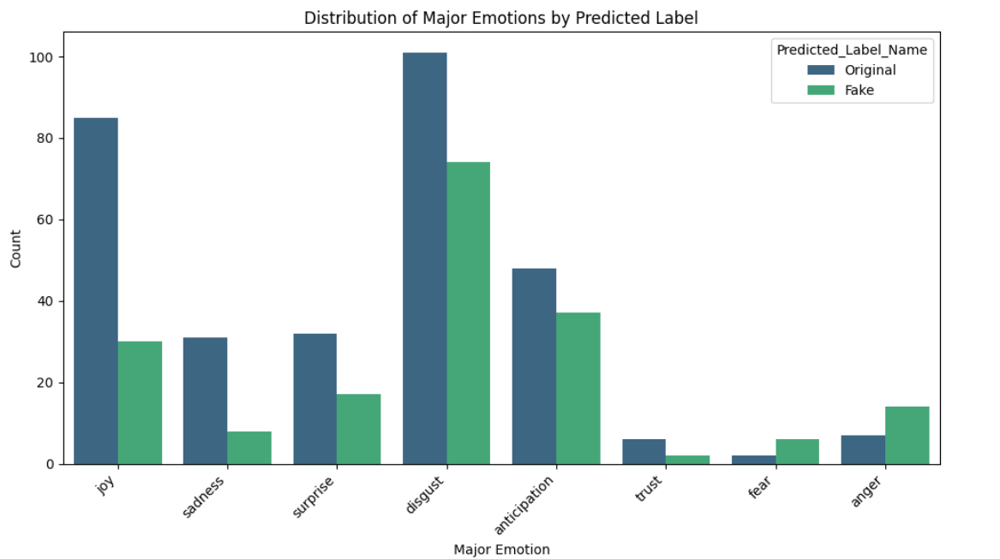 Distribution of Major Emotions by Predicted Label
Predicted_Label_Name
Original
Fake
Count
100
80
60
40
20
0
joy
sadness
surprise
disgust
anticipation
trust
fear
anger
Major Emotion